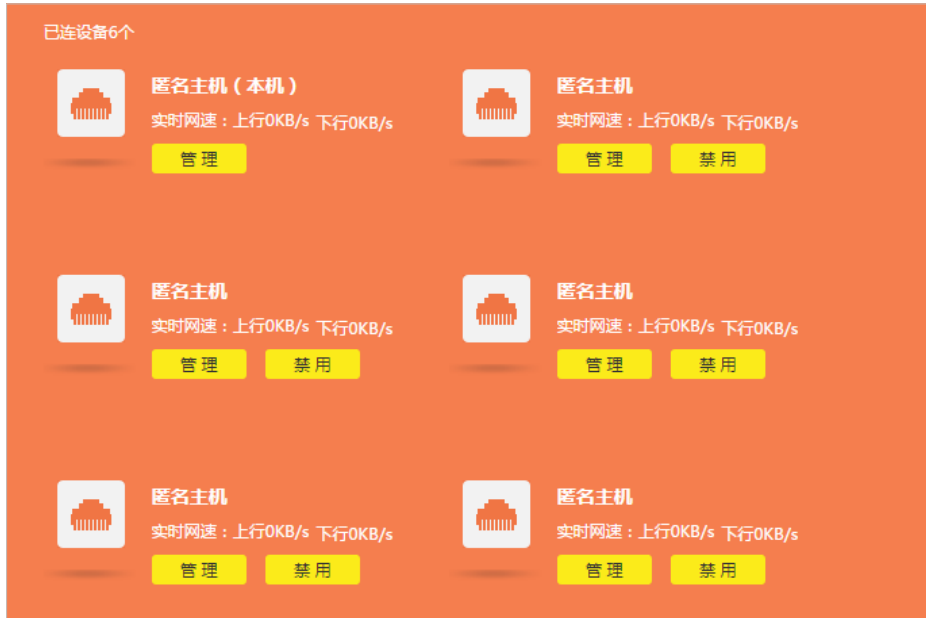 已连设备6个
匿名主机（本机）
实时网速：上行0KB/s 下行0KB/s
管 理
匿名主机
实时网速：上行0KB/s 下行0KB/s
管 理 禁 用
匿名主机
实时网速：上行0KB/s 下行0KB/s
管 理 禁 用
匿名主机
实时网速：上行0KB/s 下行0KB/s
管 理 禁 用
匿名主机
实时网速：上行0KB/s 下行0KB/s
管 理 禁 用
匿名主机
实时网速：上行0KB/s 下行0KB/s
管 理 禁 用